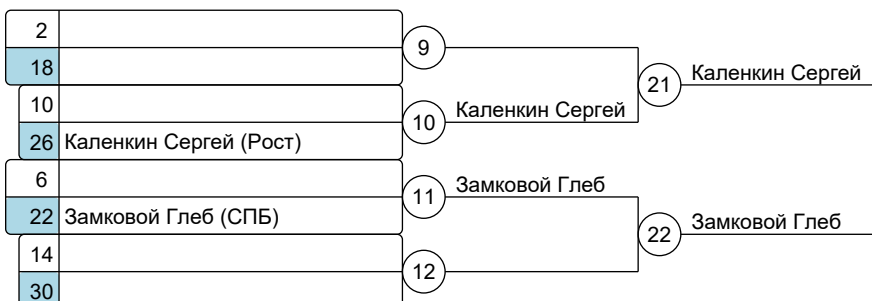 2
9
18
21 Каленкин Сергей
10
10 Каленкин Сергей
26 Каленкин Сергей (Рост)
6
11 Замковой Глеб
22 Замковой Глеб (СПБ)
22 Замковой Глеб
14
12
30